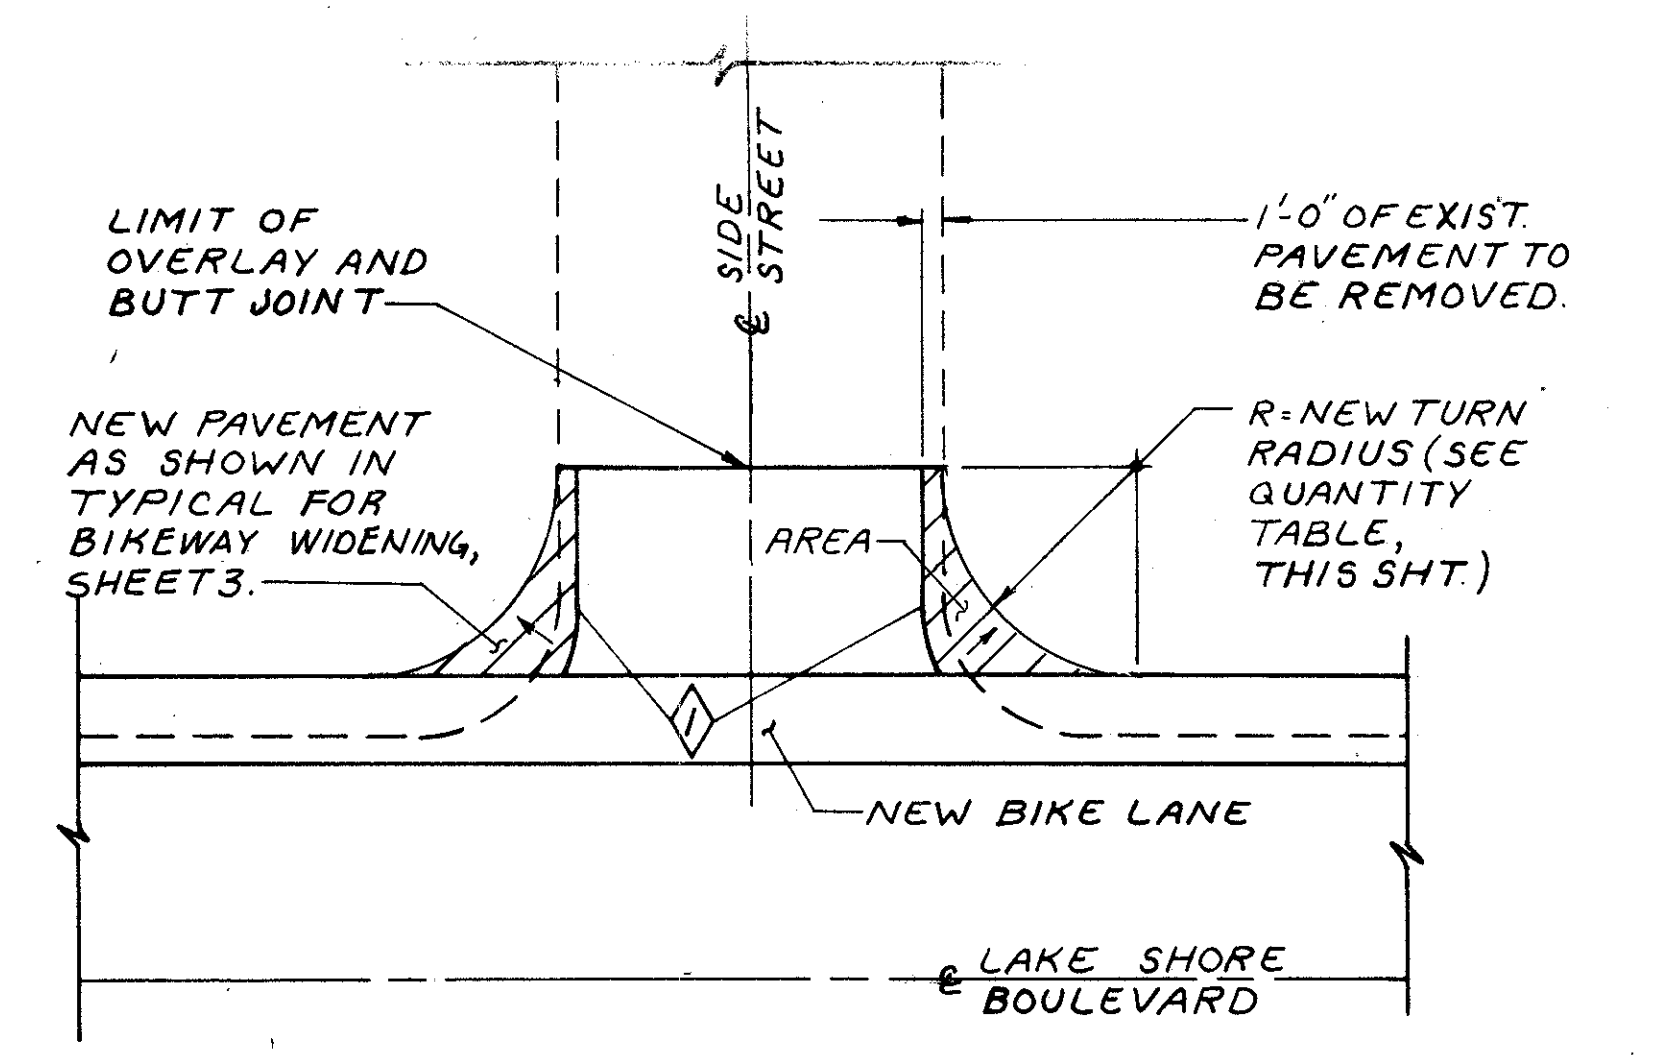 LIMIT OF
OVERLAY AND
BUTT JOINT
℄ SIDE
STREET
1'-0" OF EXIST.
PAVEMENT TO
BE REMOVED.
NEW PAVEMENT
AS SHOWN IN
TYPICAL FOR
BIKEWAY WIDENING,
SHEET 3.
AREA
R=NEW TURN
RADIUS (SEE
QUANTITY
TABLE,
THIS SHT.)
1
NEW BIKE LANE
℄ LAKE SHORE
BOULEVARD